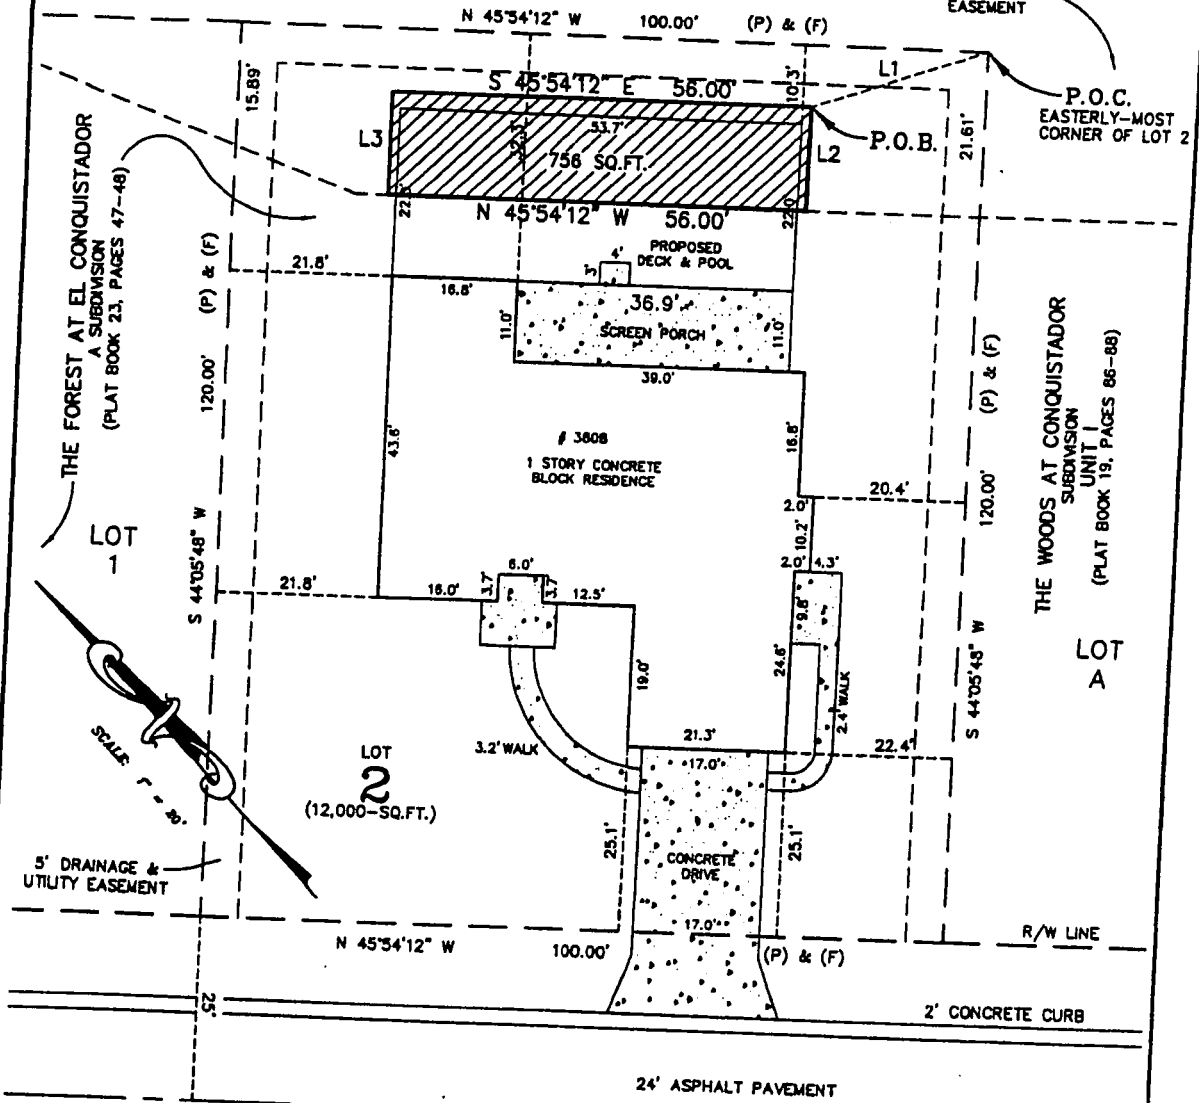 EASEMENT
N 45°54'12" W 100.00' (P) & (F)
15.89'
S 45°54'12" E 56.00'
10.3'
L1
P.O.C.
EASTERLY-MOST
CORNER OF LOT 2
21.61'
L3
53.7'
756 SQ.FT.
L2
P.O.B.
N 45°54'12" W 56.00'
22.0'
PROPOSED
DECK & POOL
4'
3'
21.8'
16.8'
36.9'
SCREEN PORCH
11.0'
11.0'
39.0'
THE FOREST AT EL CONQUISTADOR
A SUBDIVISION
(PLAT BOOK 23, PAGES 47-48)
(P) & (F)
120.00'
S 44°05'48" W
43.6'
# 3808
1 STORY CONCRETE
BLOCK RESIDENCE
16.8'
20.4'
2.0'
10.2'
2.0'
4.3'
(P) & (F)
120.00'
S 44°05'48" W
THE WOODS AT CONQUISTADOR
SUBDIVISION
UNIT 1
(PLAT BOOK 19, PAGES 86-88)
LOT
1
21.8'
16.0'
3.7'
6.0'
3.7'
12.5'
9.8'
24.6'
19.0'
LOT
A
3.2' WALK
2.4' WALK
21.3'
22.4'
17.0'
LOT
2
(12,000-SQ.FT.)
SCALE: 1" = 20'
25.1'
25.1'
CONCRETE
DRIVE
5' DRAINAGE &
UTILITY EASEMENT
17.0'
N 45°54'12" W 100.00' (P) & (F)
R/W LINE
25'
2' CONCRETE CURB
24' ASPHALT PAVEMENT